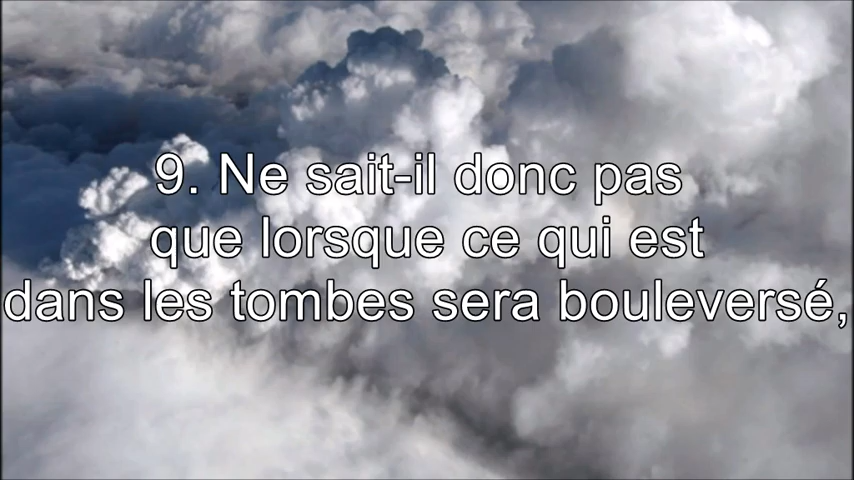 9. Ne sait-il donc pas
que lorsque ce qui est
dans les tombes sera bouleversé,